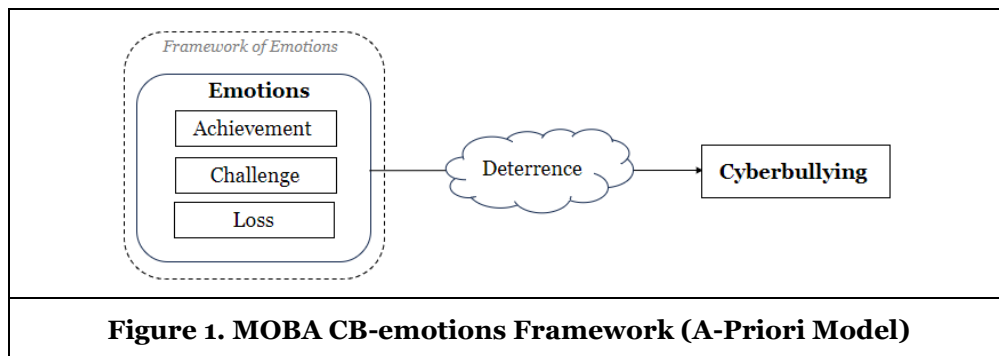 Framework of Emotions
Emotions
Achievement
Challenge
Loss
Deterrence
Cyberbullying
Figure 1. MOBA CB-emotions Framework (A-Priori Model)